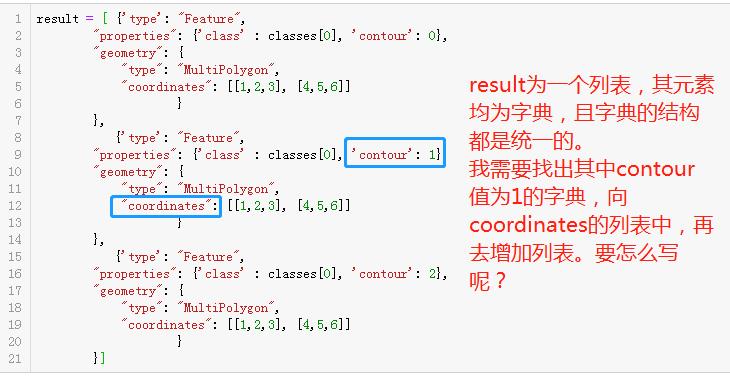 1 result = [ {'type': "Feature",
2 "properties": {'class' : classes[0], 'contour': 0},
3 "geometry": {
4 "type": "MultiPolygon",
5 "coordinates": [[1,2,3], [4,5,6]]
6 }
7 },
8 {'type': "Feature",
9 "properties": {'class' : classes[0], 'contour': 1}
10 "geometry": {
11 "type": "MultiPolygon",
12 "coordinates": [[1,2,3], [4,5,6]]
13 }
14 },
15 {'type': "Feature",
16 "properties": {'class' : classes[0], 'contour': 2},
17 "geometry": {
18 "type": "MultiPolygon",
19 "coordinates": [[1,2,3], [4,5,6]]
20 }
21 }]
result为一个列表，其元素
均为字典，且字典的结构
都是统一的。
我需要找出其中contour
值为1的字典，向
coordinates的列表中，再
去增加列表。要怎么写
呢？